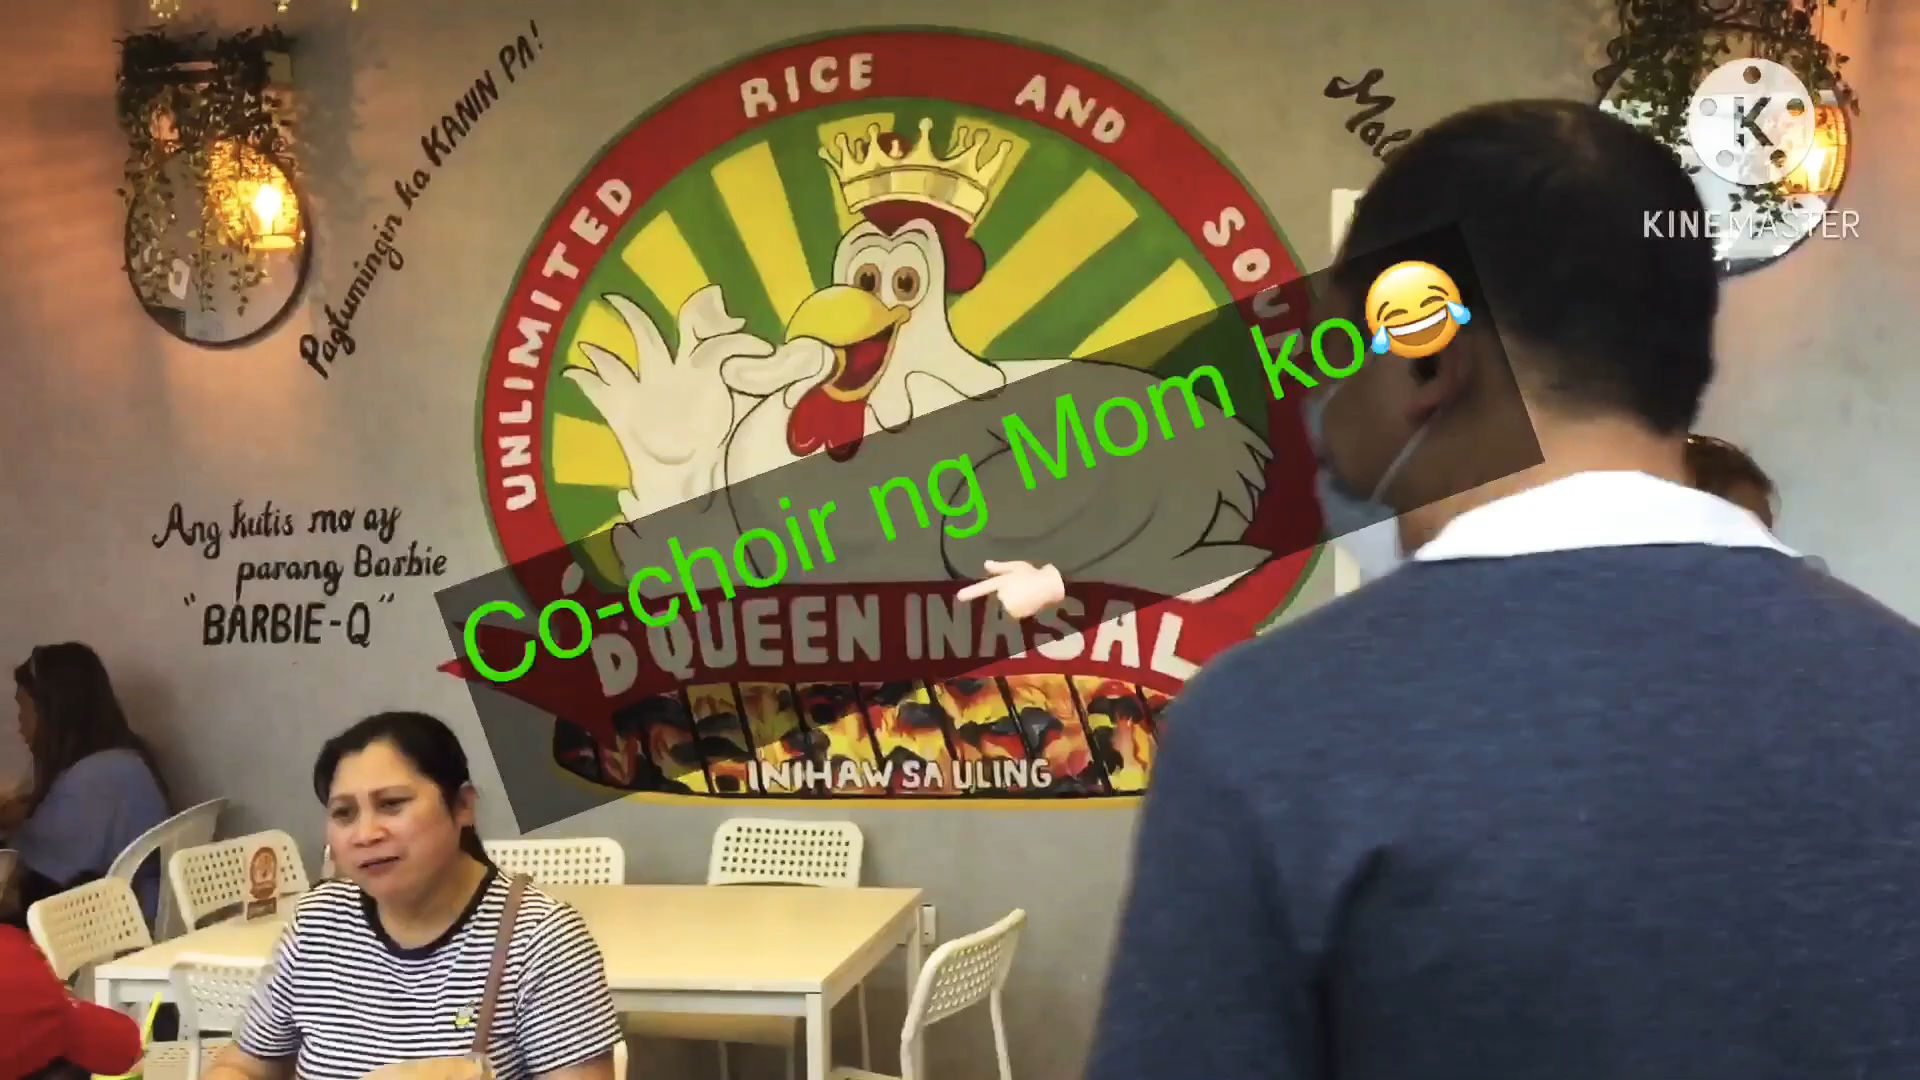 Pagtumingin ka KANIN PA!
UNLIMITED RICE AND SOUP
KINEMASTER
Co-choir ng Mom ko😂
Ang kutis mo ay
parang Barbie
"BARBIE-Q"
D'QUEEN INASAL
INIHAW SA ULING